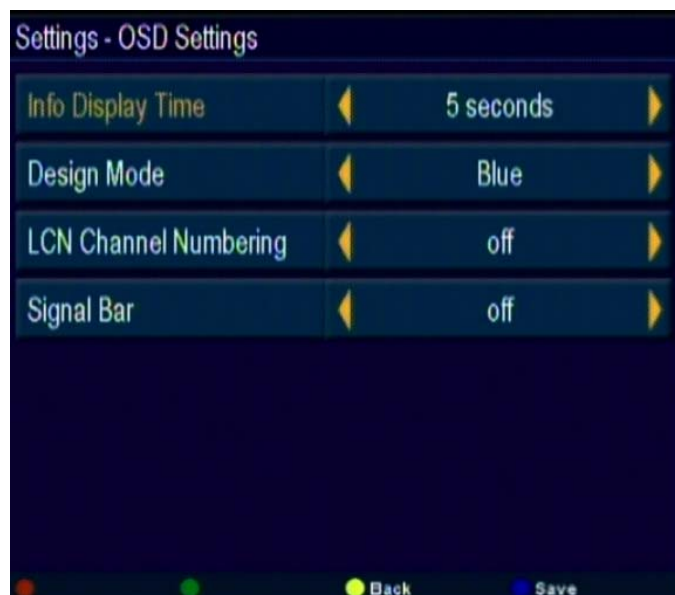 Settings - OSD Settings
Info Display Time 5 seconds
Design Mode Blue
LCN Channel Numbering off
Signal Bar off
Back Save